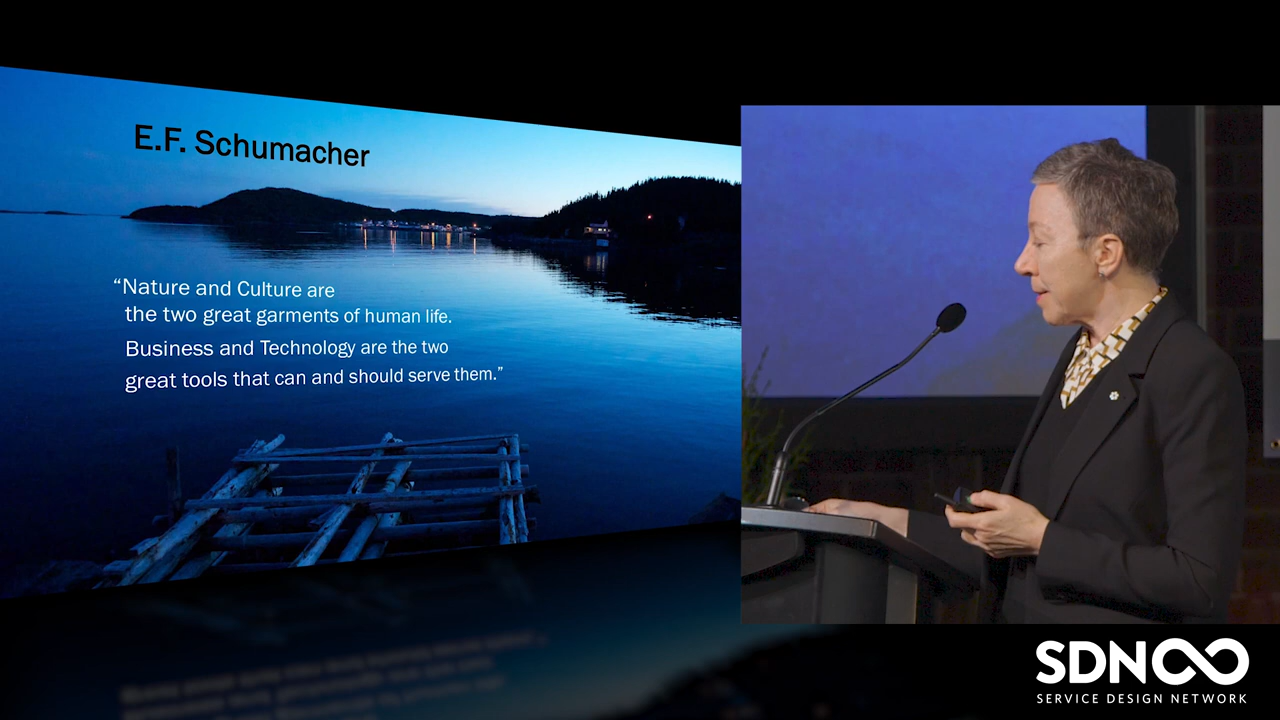 E.F. Schumacher
“Nature and Culture are
the two great garments of human life.
Business and Technology are the two
great tools that can and should serve them.”
SDN
SERVICE DESIGN NETWORK